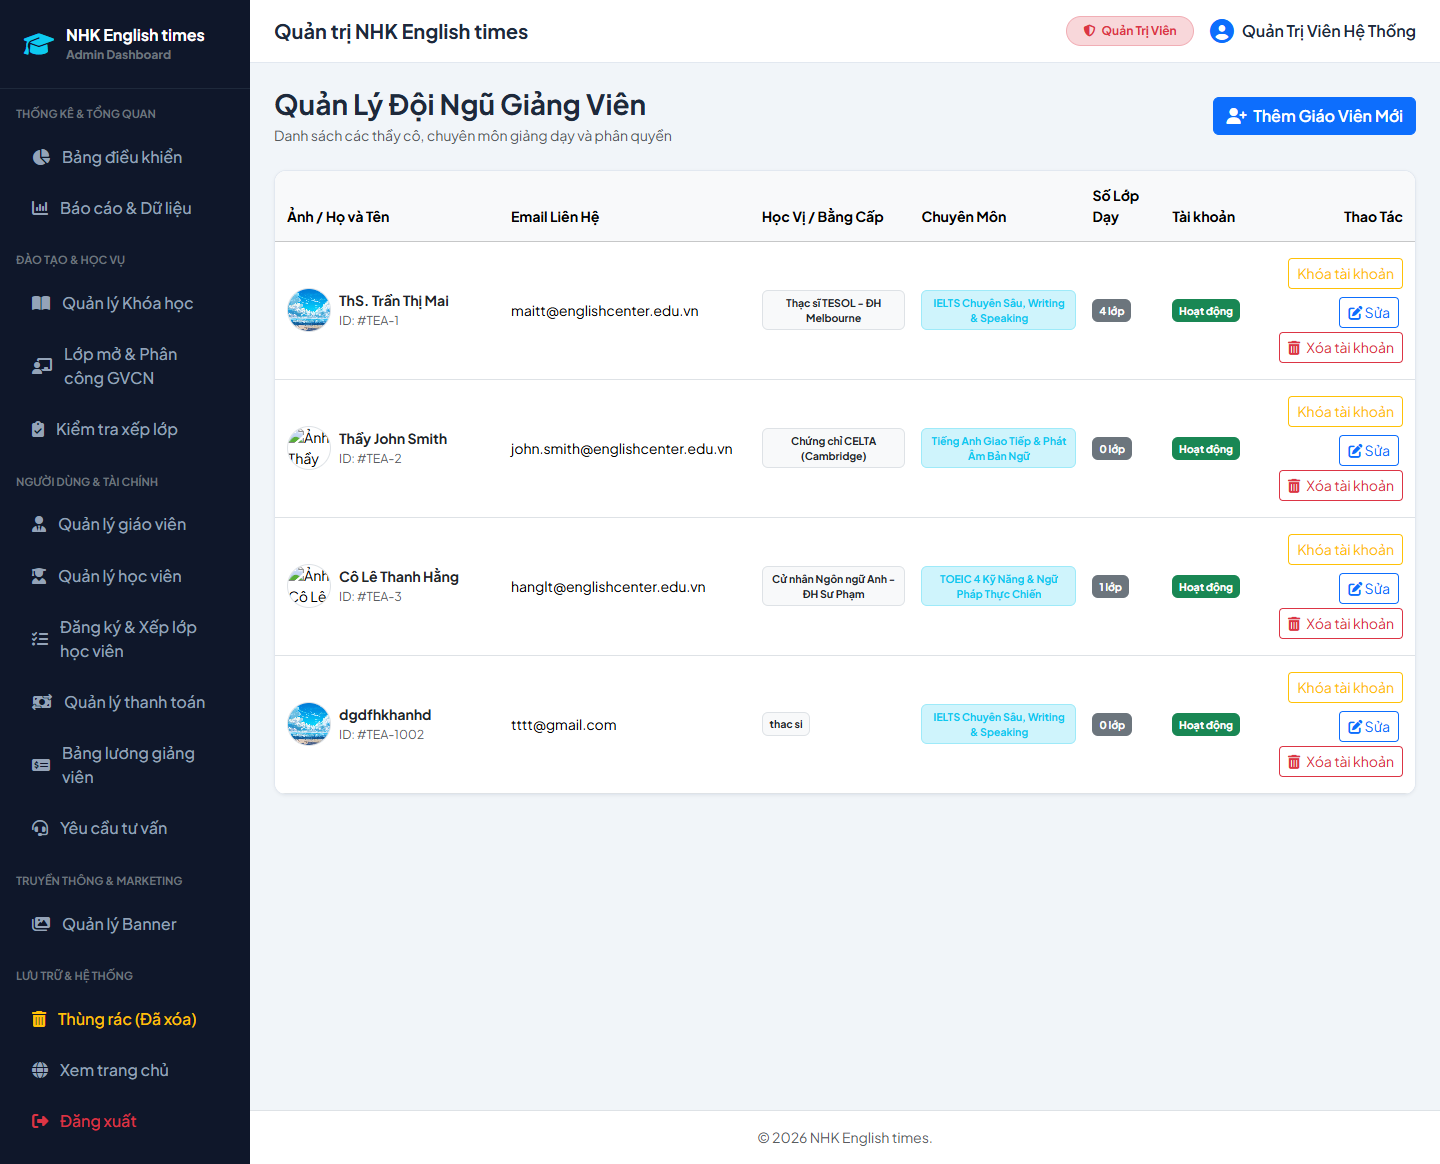 NHK English times
Admin Dashboard
THỐNG KÊ & TỔNG QUAN
Bảng điều khiển
Báo cáo & Dữ liệu
ĐÀO TẠO & HỌC VỤ
Quản lý Khóa học
Lớp mở & Phân
công GVCN
Kiểm tra xếp lớp
NGƯỜI DÙNG & TÀI CHÍNH
Quản lý giáo viên
Quản lý học viên
Đăng ký & Xếp lớp
học viên
Quản lý thanh toán
Bảng lương giảng
viên
Yêu cầu tư vấn
TRUYỀN THÔNG & MARKETING
Quản lý Banner
LƯU TRỮ & HỆ THỐNG
Thùng rác (Đã xóa)
Xem trang chủ
Đăng xuất
Quản trị NHK English times
Quản Trị Viên
Quản Trị Viên Hệ Thống
Quản Lý Đội Ngũ Giảng Viên
Danh sách các thầy cô, chuyên môn giảng dạy và phân quyền
Thêm Giáo Viên Mới
Ảnh / Họ và Tên
Email Liên Hệ
Học Vị / Bằng Cấp
Chuyên Môn
Số Lớp
Dạy
Tài khoản
Thao Tác
ThS. Trần Thị Mai
ID: #TEA-1
maitt@englishcenter.edu.vn
Thạc sĩ TESOL - ĐH
Melbourne
IELTS Chuyên Sâu, Writing
& Speaking
4 lớp
Hoạt động
Khóa tài khoản
Sửa
Xóa tài khoản
Ảnh
Thầy
Thầy John Smith
ID: #TEA-2
john.smith@englishcenter.edu.vn
Chứng chỉ CELTA
(Cambridge)
Tiếng Anh Giao Tiếp & Phát
Âm Bản Ngữ
0 lớp
Hoạt động
Khóa tài khoản
Sửa
Xóa tài khoản
Ảnh
Cô Lê
Cô Lê Thanh Hằng
ID: #TEA-3
hanglt@englishcenter.edu.vn
Cử nhân Ngôn ngữ Anh -
ĐH Sư Phạm
TOEIC 4 Kỹ Năng & Ngữ
Pháp Thực Chiến
1 lớp
Hoạt động
Khóa tài khoản
Sửa
Xóa tài khoản
dgdfhkhanhd
ID: #TEA-1002
tttt@gmail.com
thac si
IELTS Chuyên Sâu, Writing
& Speaking
0 lớp
Hoạt động
Khóa tài khoản
Sửa
Xóa tài khoản
© 2026 NHK English times.